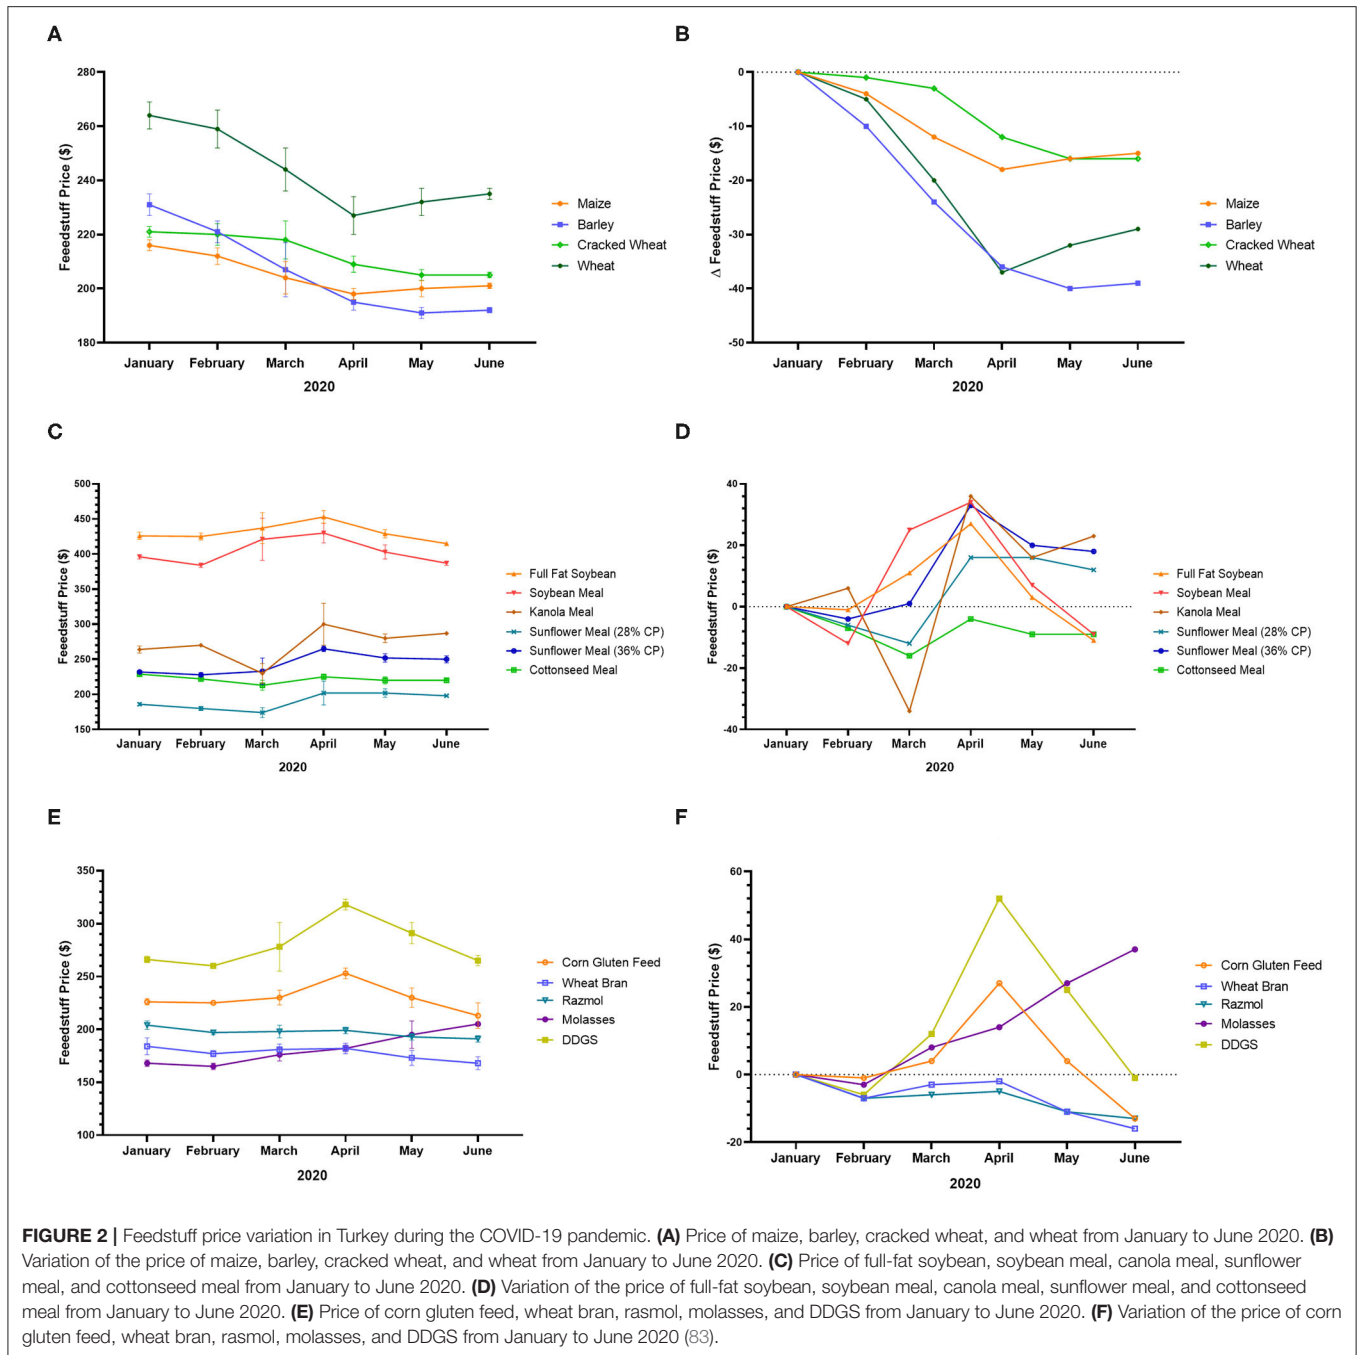 A
280
260
240
220
200
180
Feeedstuff Price ($)
January February March April May June
2020
Maize
Barley
Cracked Wheat
Wheat
B
0
-10
-20
-30
-40
-50
Δ Feeedstuff Price ($)
January February March April May June
2020
Maize
Barley
Cracked Wheat
Wheat
C
500
450
400
350
300
250
200
150
Feeedstuff Price ($)
January February March April May June
2020
Full Fat Soybean
Soybean Meal
Kanola Meal
Sunflower Meal (28% CP)
Sunflower Meal (36% CP)
Cottonseed Meal
D
40
20
0
-20
-40
Feeedstuff Price ($)
January February March April May June
2020
Full Fat Soybean
Soybean Meal
Kanola Meal
Sunflower Meal (28% CP)
Sunflower Meal (36% CP)
Cottonseed Meal
E
350
300
250
200
150
100
Feeedstuff Price ($)
January February March April May June
2020
Corn Gluten Feed
Wheat Bran
Razmol
Molasses
DDGS
F
60
40
20
0
-20
Feeedstuff Price ($)
January February March April May June
2020
Corn Gluten Feed
Wheat Bran
Razmol
Molasses
DDGS
FIGURE 2 | Feedstuff price variation in Turkey during the COVID-19 pandemic. (A) Price of maize, barley, cracked wheat, and wheat from January to June 2020. (B)
Variation of the price of maize, barley, cracked wheat, and wheat from January to June 2020. (C) Price of full-fat soybean, soybean meal, canola meal, sunflower
meal, and cottonseed meal from January to June 2020. (D) Variation of the price of full-fat soybean, soybean meal, canola meal, sunflower meal, and cottonseed
meal from January to June 2020. (E) Price of corn gluten feed, wheat bran, rasmol, molasses, and DDGS from January to June 2020. (F) Variation of the price of corn
gluten feed, wheat bran, rasmol, molasses, and DDGS from January to June 2020 (83).